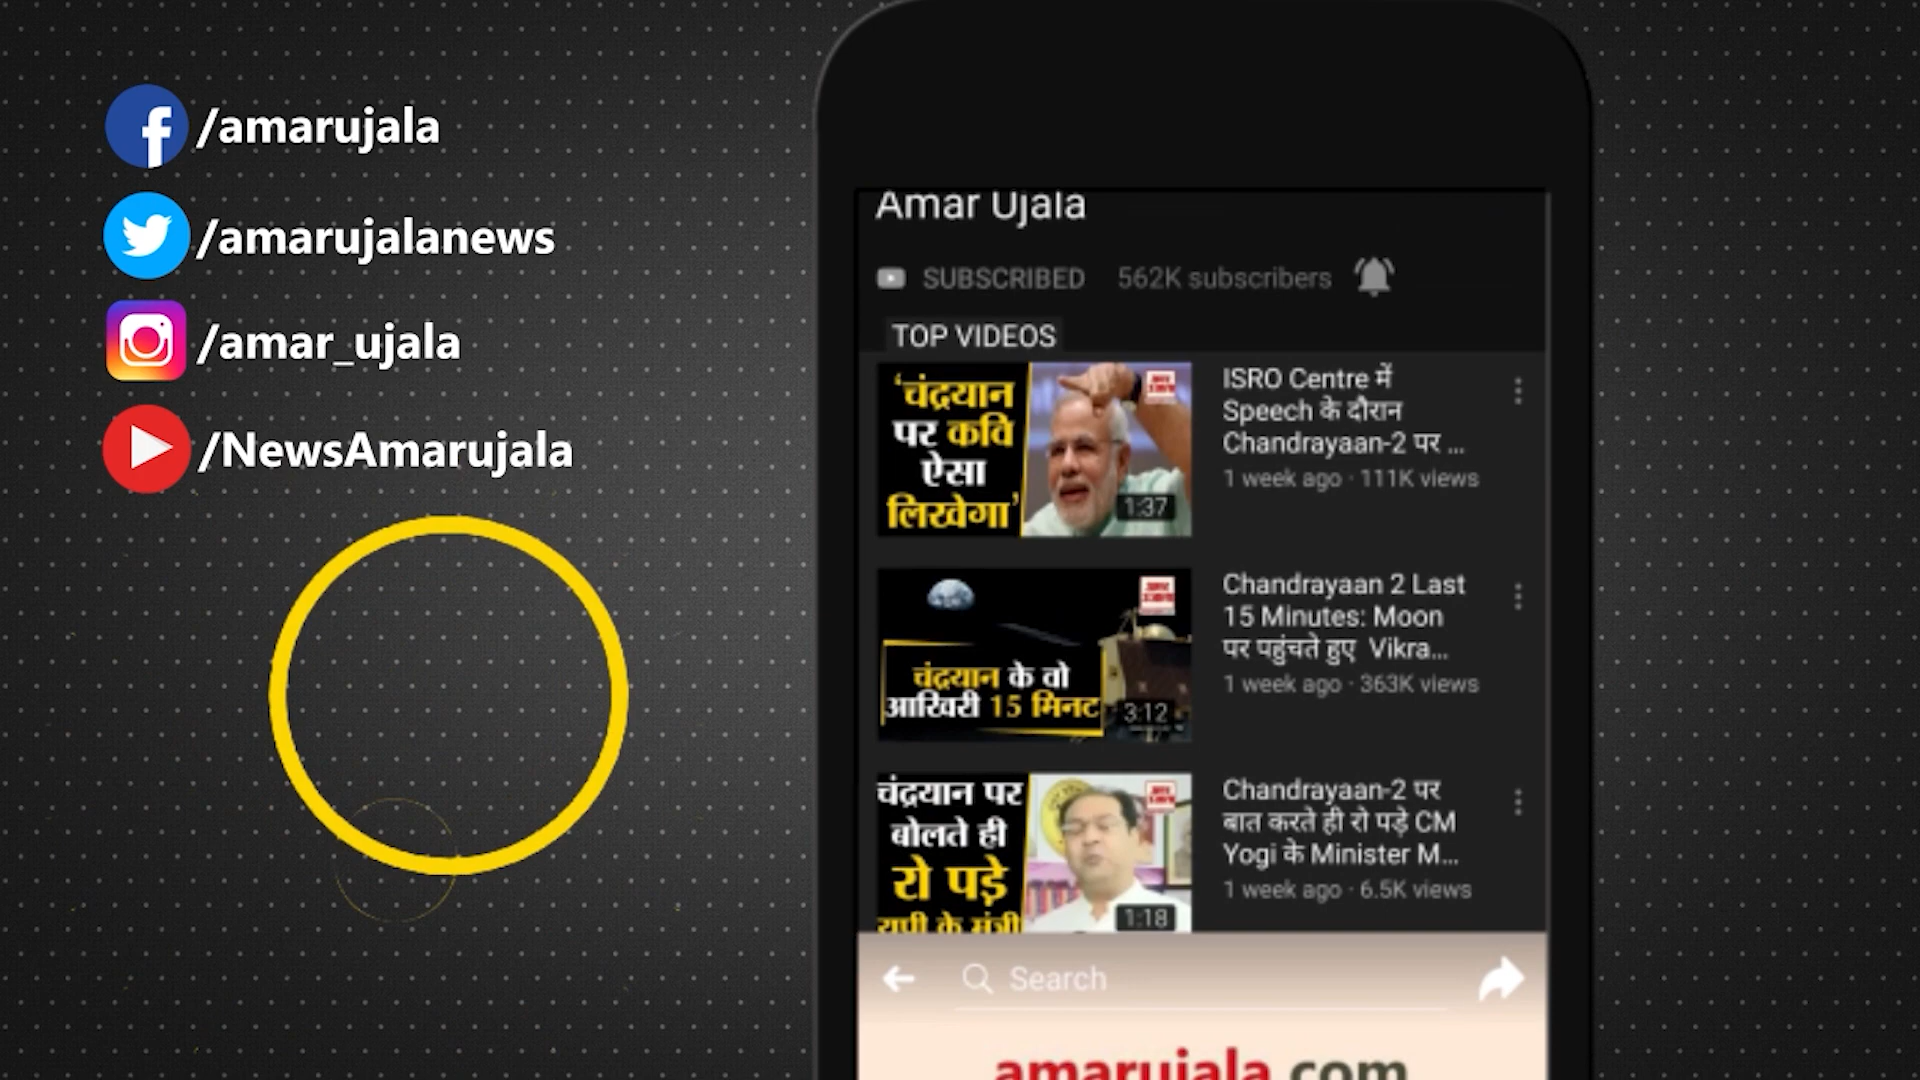 /amarujala
/amarujalanews
/amar_ujala
/NewsAmarujala
Amar Ujala
SUBSCRIBED 562K subscribers
TOP VIDEOS
'चंद्रयान
पर कवि
ऐसा
लिखेगा'
1:37
ISRO Centre में
Speech के दौरान
Chandrayaan-2 पर ...
1 week ago · 111K views
चंद्रयान के वो
आखिरी 15 मिनट
3:12
Chandrayaan 2 Last
15 Minutes: Moon
पर पहुंचते हुए Vikra...
1 week ago · 363K views
चंद्रयान पर
बोलते ही
रो पड़े
यूपी के मंत्री
1:18
Chandrayaan-2 पर
बात करते ही रो पड़े CM
Yogi के Minister M...
1 week ago · 6.5K views
Search
amarujala.com